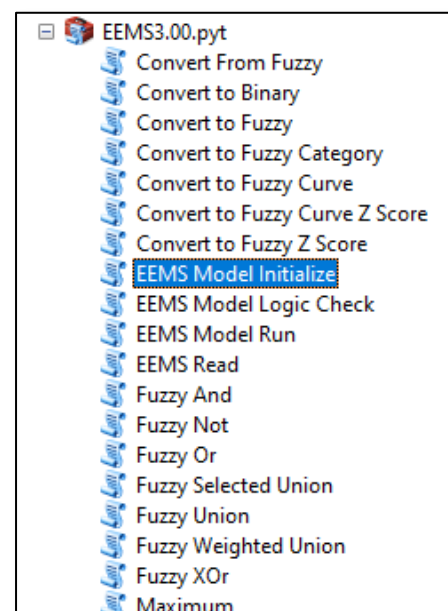 EEMS3.00.pyt
Convert From Fuzzy
Convert to Binary
Convert to Fuzzy
Convert to Fuzzy Category
Convert to Fuzzy Curve
Convert to Fuzzy Curve Z Score
Convert to Fuzzy Z Score
EEMS Model Initialize
EEMS Model Logic Check
EEMS Model Run
EEMS Read
Fuzzy And
Fuzzy Not
Fuzzy Or
Fuzzy Selected Union
Fuzzy Union
Fuzzy Weighted Union
Fuzzy XOr
Maximum